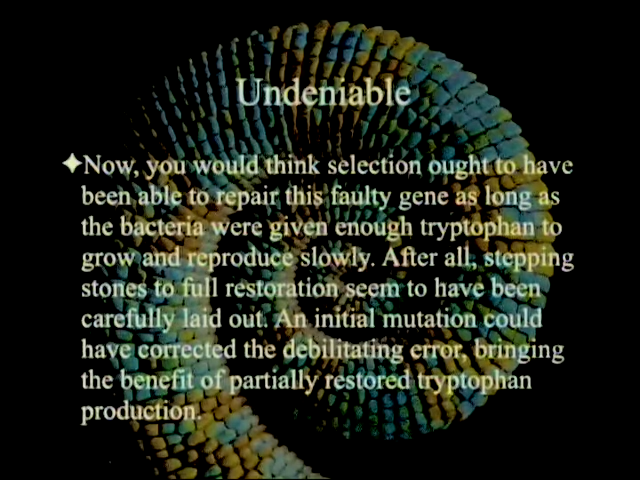 Undeniable
✦Now, you would think selection ought to have
been able to repair this faulty gene as long as
the bacteria were given enough tryptophan to
grow and reproduce slowly. After all, stepping
stones to full restoration seem to have been
carefully laid out. An initial mutation could
have corrected the debilitating error, bringing
the benefit of partially restored tryptophan
production.